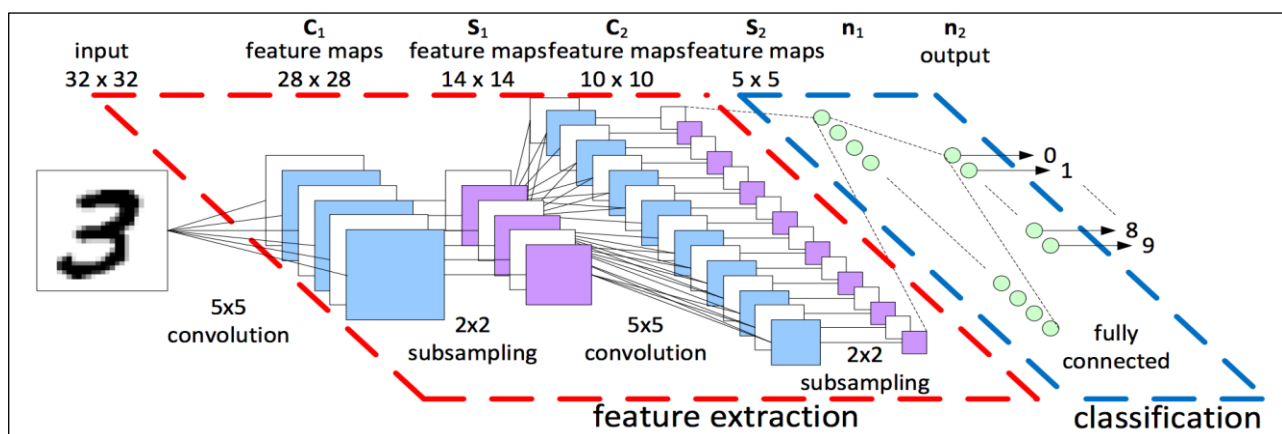 C1 S1 C2 S2 n1 n2
input feature maps feature maps feature maps feature maps output
32 x 32 28 x 28 14 x 14 10 x 10 5 x 5
0
1
8
9
3
5x5
convolution
2x2
subsampling
5x5
convolution
2x2
subsampling
fully
connected
feature extraction
classification